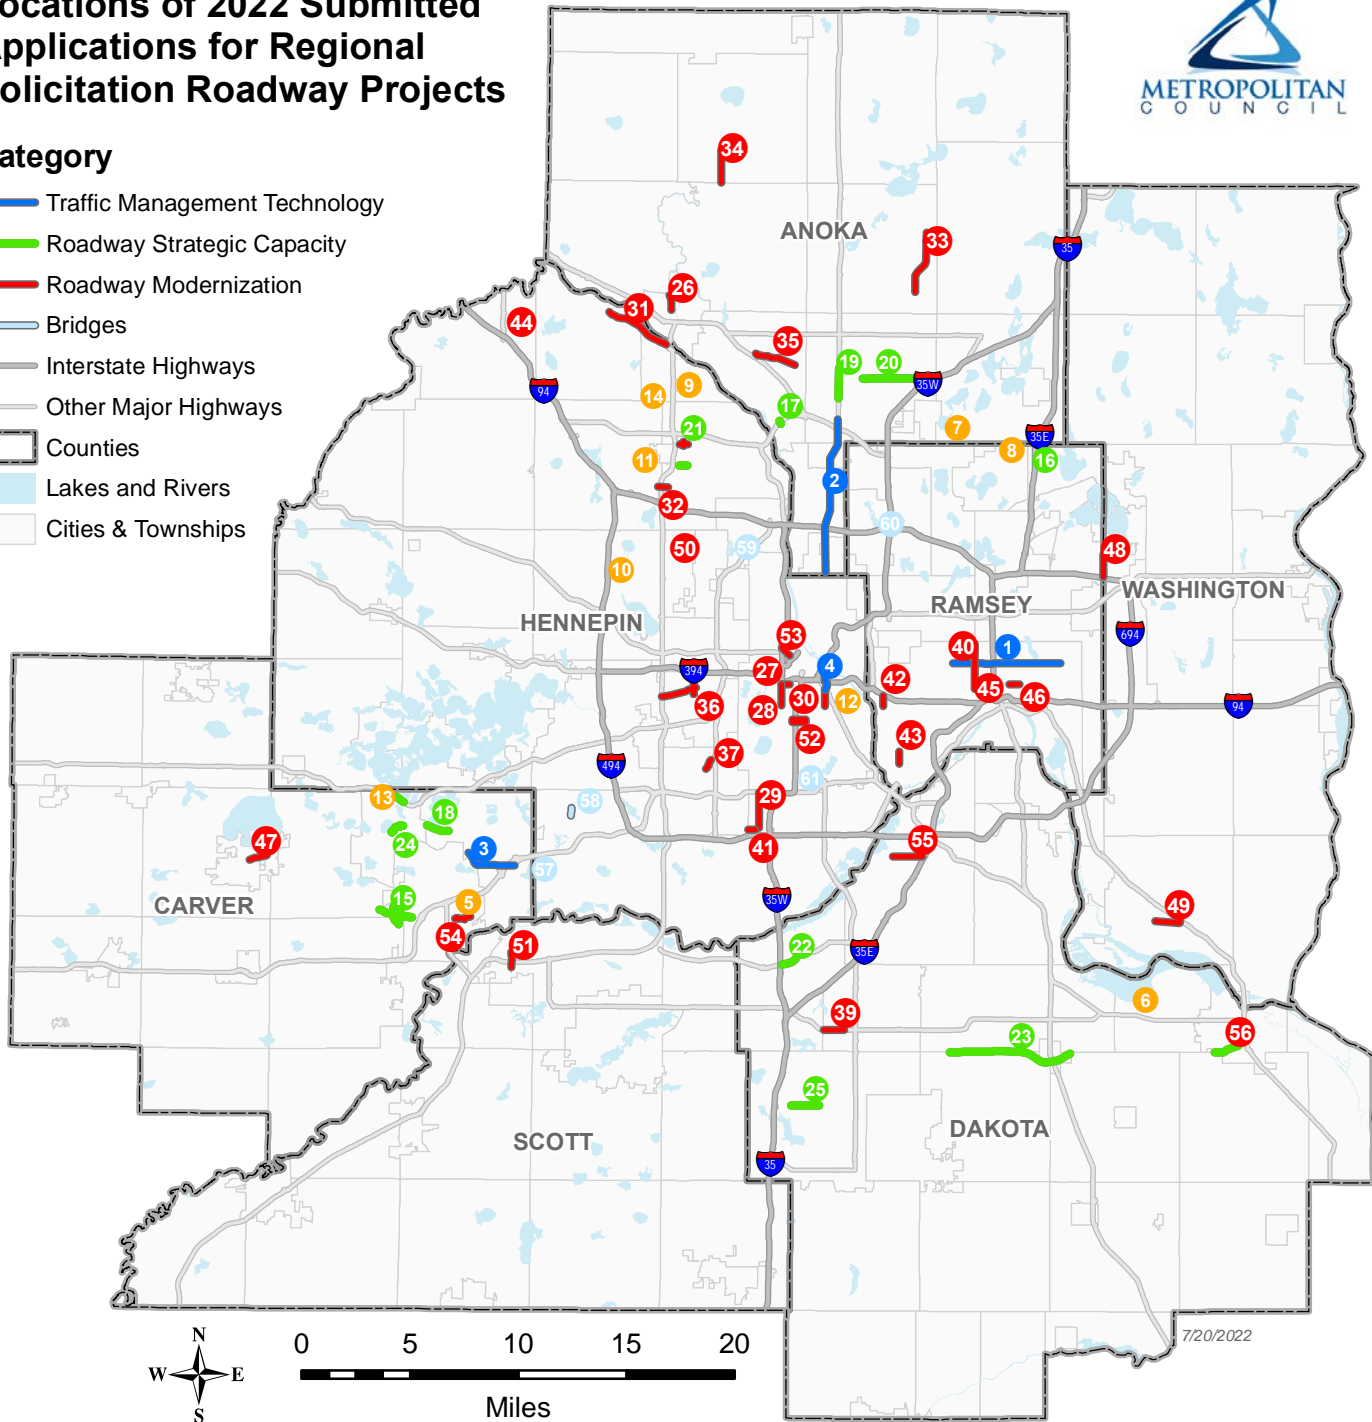 ocations of 2022 Submitted
pplications for Regional
olicitation Roadway Projects
METROPOLITAN
COUNCIL
ategory
Traffic Management Technology
Roadway Strategic Capacity
Roadway Modernization
Bridges
Interstate Highways
Other Major Highways
Counties
Lakes and Rivers
Cities & Townships
34
ANOKA
33
35
26
31
44
35
19
20
35W
94
14
9
17
21
7
35E
8
16
11
2
32
60
50
59
48
10
WASHINGTON
RAMSEY
HENNEPIN
694
53
40
1
4
27
394
42
45
46
30
12
28
36
94
52
43
37
494
61
13
58
29
18
47
24
3
41
55
57
15
5
35W
CARVER
49
54
51
22
35E
6
39
56
23
25
DAKOTA
SCOTT
35
7/20/2022
N
W E
S
0 5 10 15 20
Miles